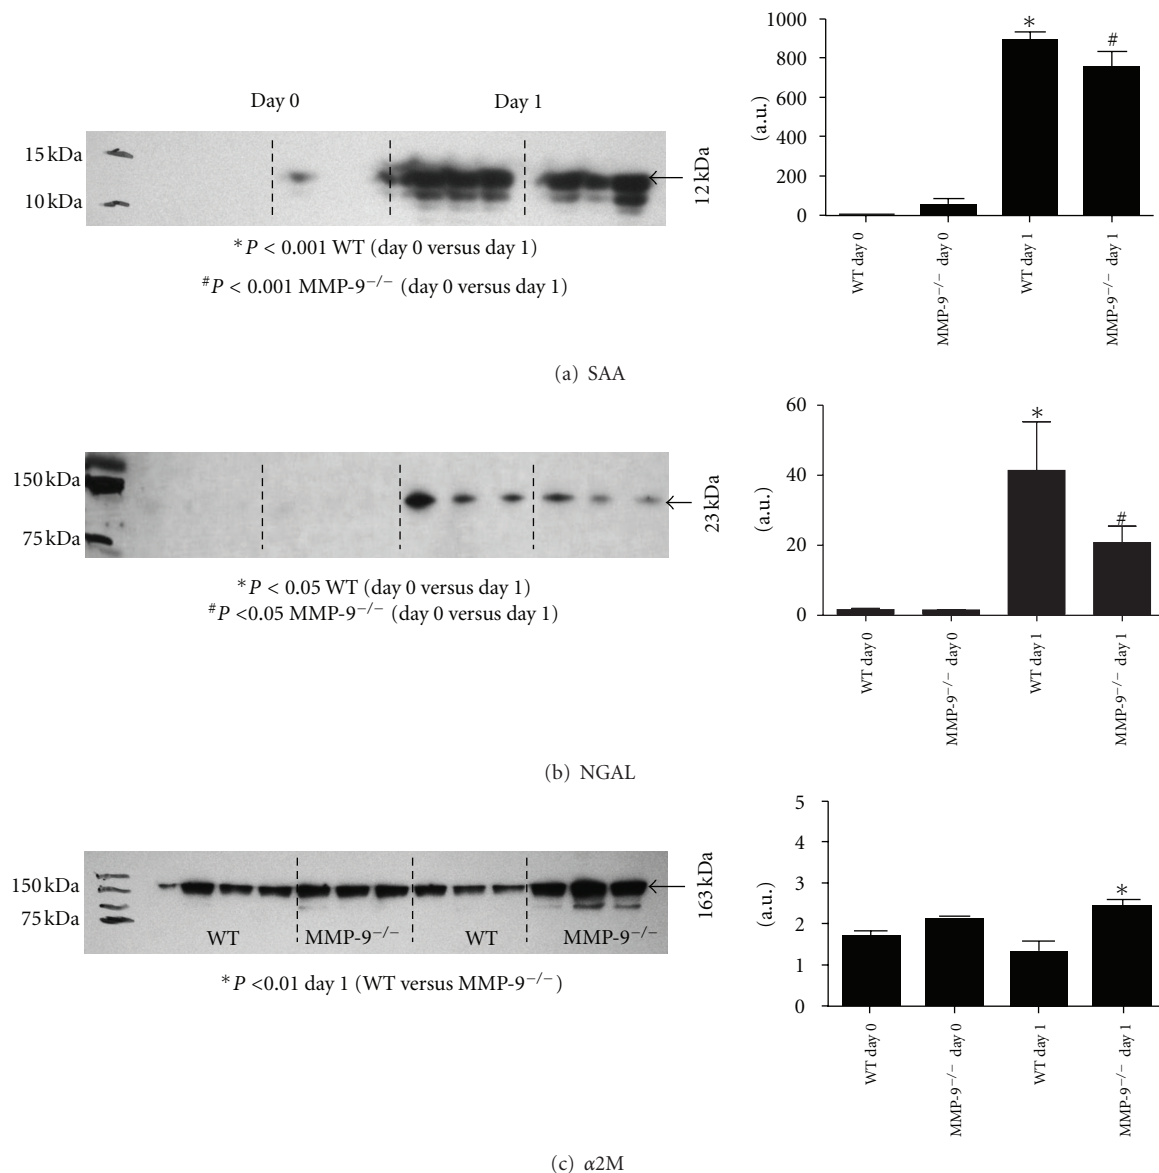 Day 0
Day 1
15 kDa
10 kDa
12 kDa
*P < 0.001 WT (day 0 versus day 1)
#P < 0.001 MMP-9−/− (day 0 versus day 1)
1000
800
600
400
200
0
(a.u.)
*
#
WT day 0
MMP-9−/− day 0
WT day 1
MMP-9−/− day 1
(a) SAA
150 kDa
75 kDa
23 kDa
*P < 0.05 WT (day 0 versus day 1)
#P <0.05 MMP-9−/− (day 0 versus day 1)
60
40
20
0
(a.u.)
*
#
WT day 0
MMP-9−/− day 0
WT day 1
MMP-9−/− day 1
(b) NGAL
150 kDa
75 kDa
WT
MMP-9−/−
WT
MMP-9−/−
163 kDa
*P <0.01 day 1 (WT versus MMP-9−/−)
5
4
3
2
1
0
(a.u.)
*
WT day 0
MMP-9−/− day 0
WT day 1
MMP-9−/− day 1
(c) α2M